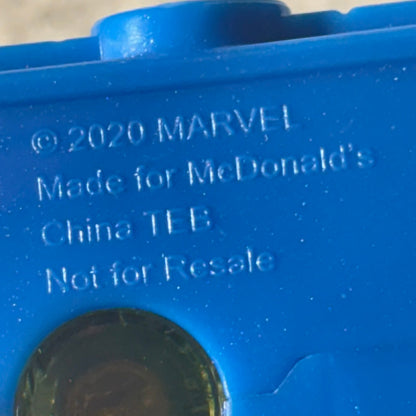 © 2020 MARVEL
Made for McDonald's
China TEB
Not for Resale